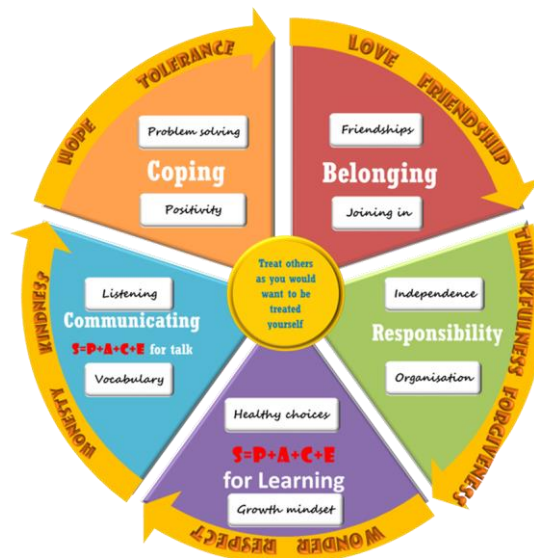 HOPE TOLERANCE
LOVE FRIENDSHIP
THANKFULNESS FORGIVENESS
WONDER RESPECT
HONESTY KINDNESS
Problem solving
Coping
Positivity
Friendships
Belonging
Joining in
Independence
Responsibility
Organisation
Healthy choices
S=P+A+C+E
for Learning
Growth mindset
Listening
Communicating
S=P+A+C+E for talk
Vocabulary
Treat others
as you would
want to be
treated
yourself